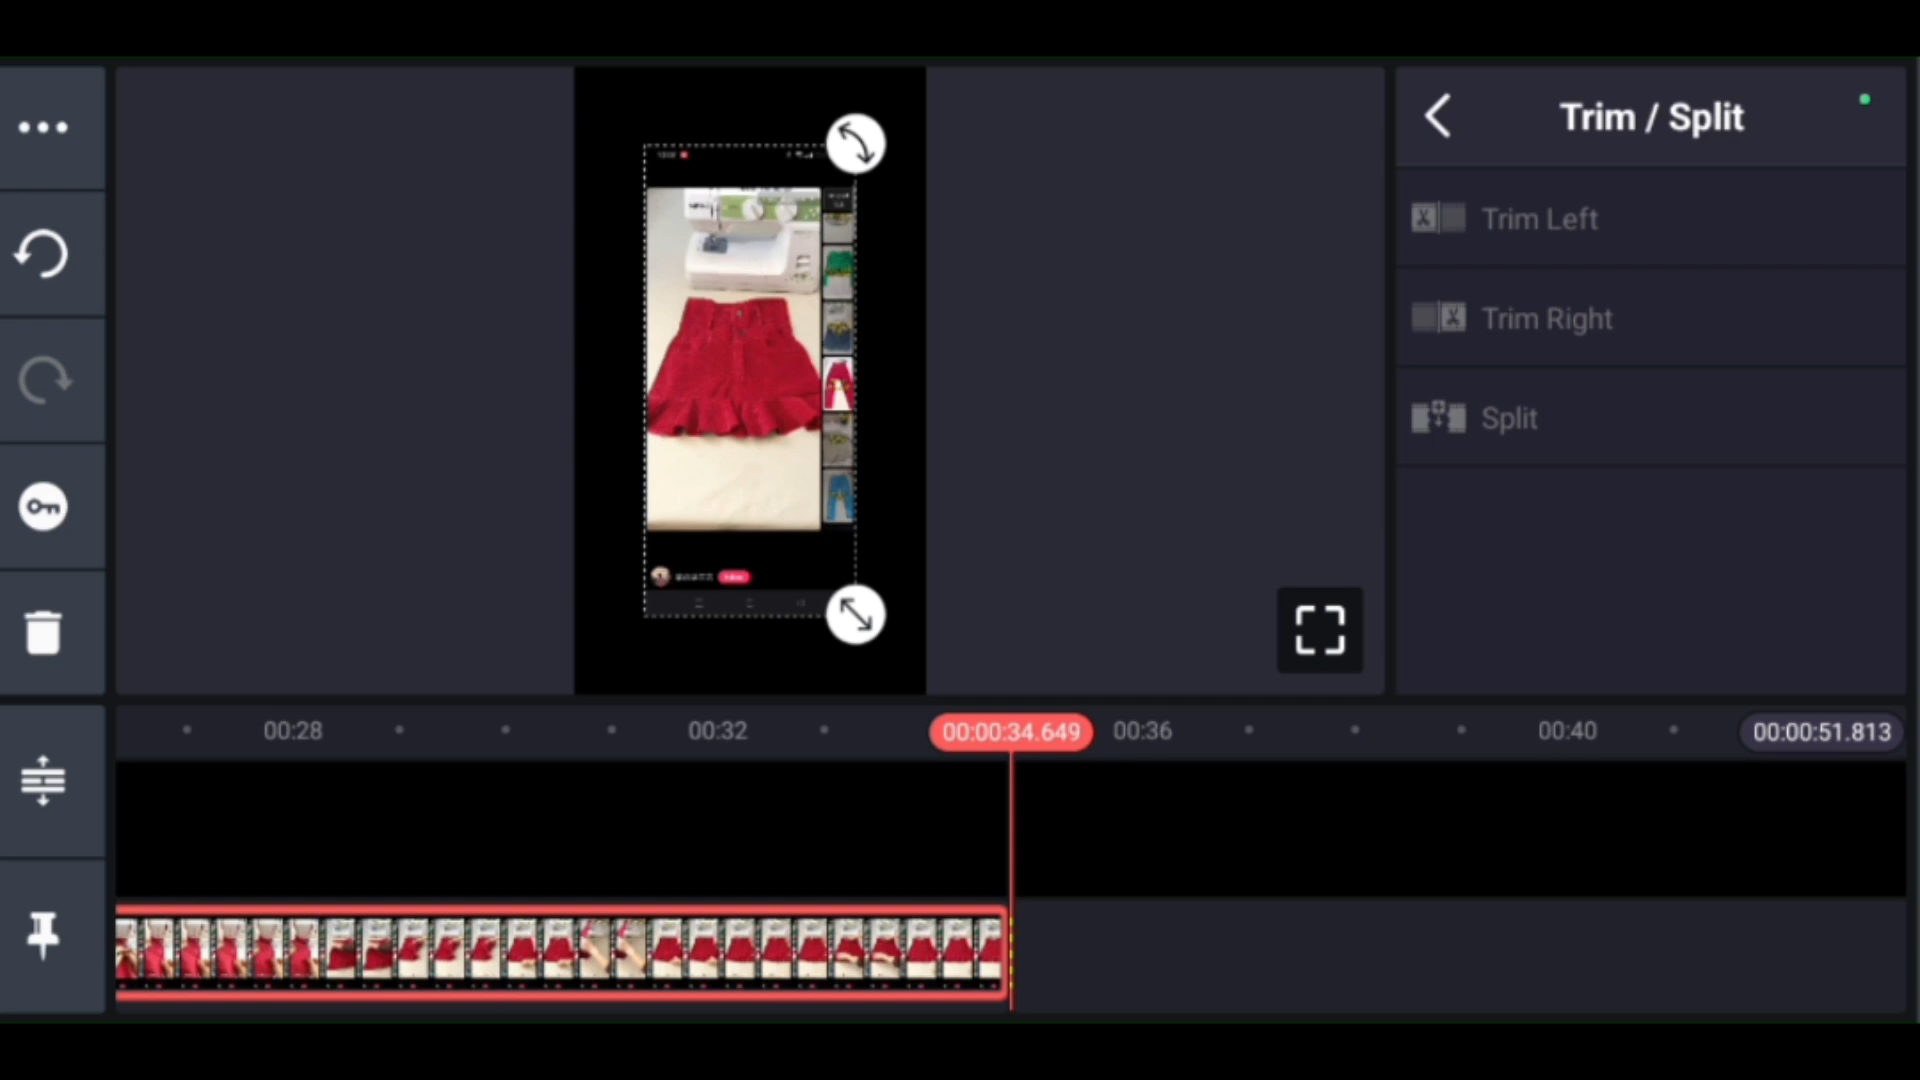 Trim / Split
Trim Left
Trim Right
Split
00:28
00:32
00:00:34.649
00:36
00:40
00:00:51.813